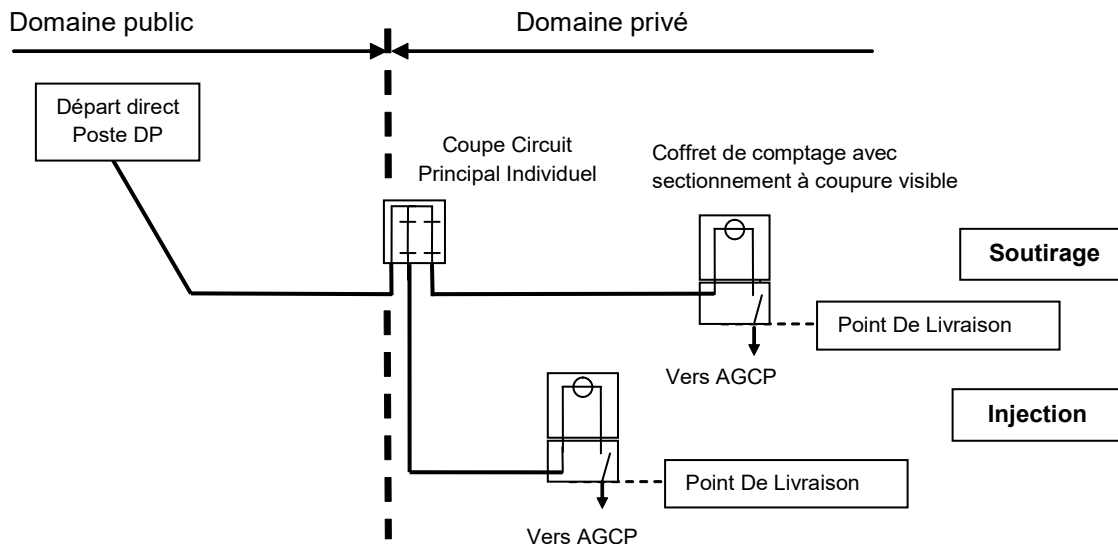 Domaine public
Domaine privé
Départ direct
Poste DP
Coupe Circuit
Principal Individuel
Coffret de comptage avec
sectionnement à coupure visible
Soutirage
Point De Livraison
Vers AGCP
Injection
Point De Livraison
Vers AGCP